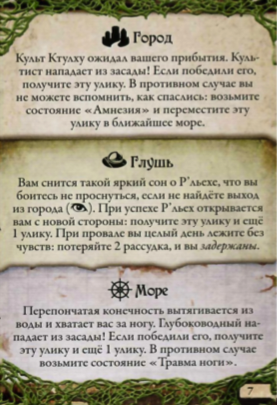 Город
Культ Ктулху ожидал вашего прибытия. Куль-
тист нападает из засады! Если победили его,
получите эту улику. В противном случае вы
не можете вспомнить, как спаслись: возьмите
состояние «Амнезия» и переместите эту
улику в ближайшее море.
Глушь
Вам снится такой яркий сон о Р'льехе, что вы
боитесь не проснуться, если не найдёте выход
из города (). При успехе Р'льех открывается
вам с новой стороны: получите эту улику и ещё
1 улику. При провале вы целый день лежите без
чувств: потеряйте 2 рассудка, и вы задержаны.
Море
Перепончатая конечность вытягивается из
воды и хватает вас за ногу. Глубоководный на-
падает из засады! Если победили его, получите
эту улику и ещё 1 улику. В противном случае
возьмите состояние «Травма ноги».
7